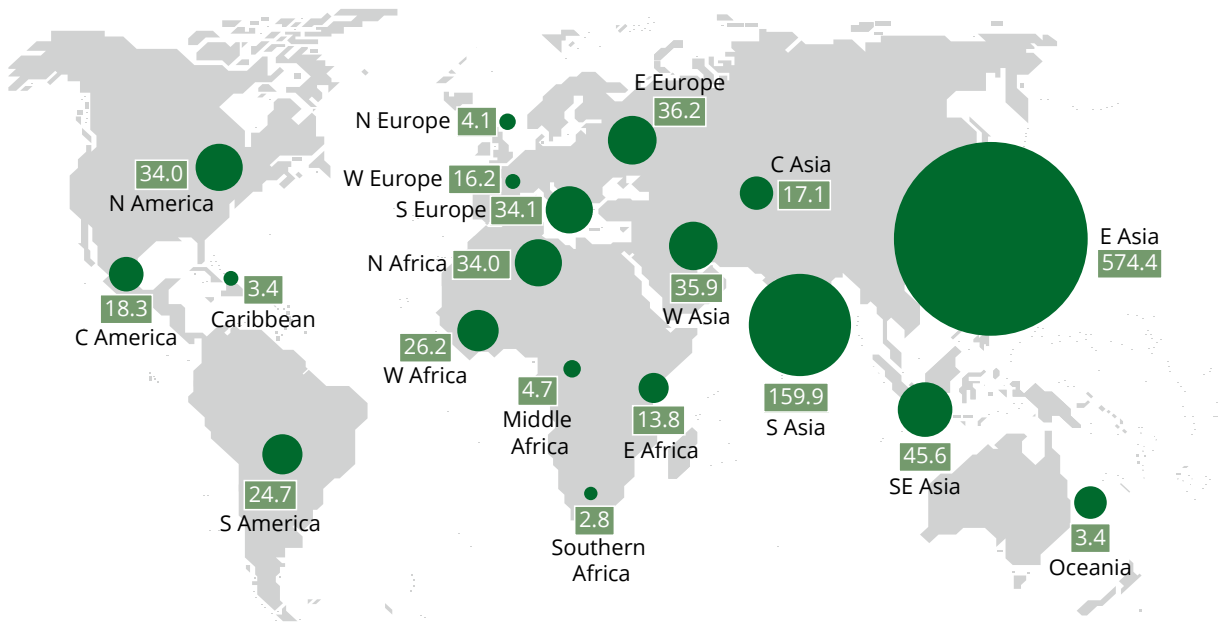 E Europe
36.2
N Europe 4.1
C Asia
17.1
34.0
N America
W Europe 16.2
S Europe 34.1
E Asia
574.4
N Africa 34.0
35.9
W Asia
3.4
Caribbean
18.3
C America
26.2
W Africa
4.7
Middle
Africa
13.8
E Africa
159.9
S Asia
45.6
SE Asia
24.7
S America
2.8
Southern
Africa
3.4
Oceania